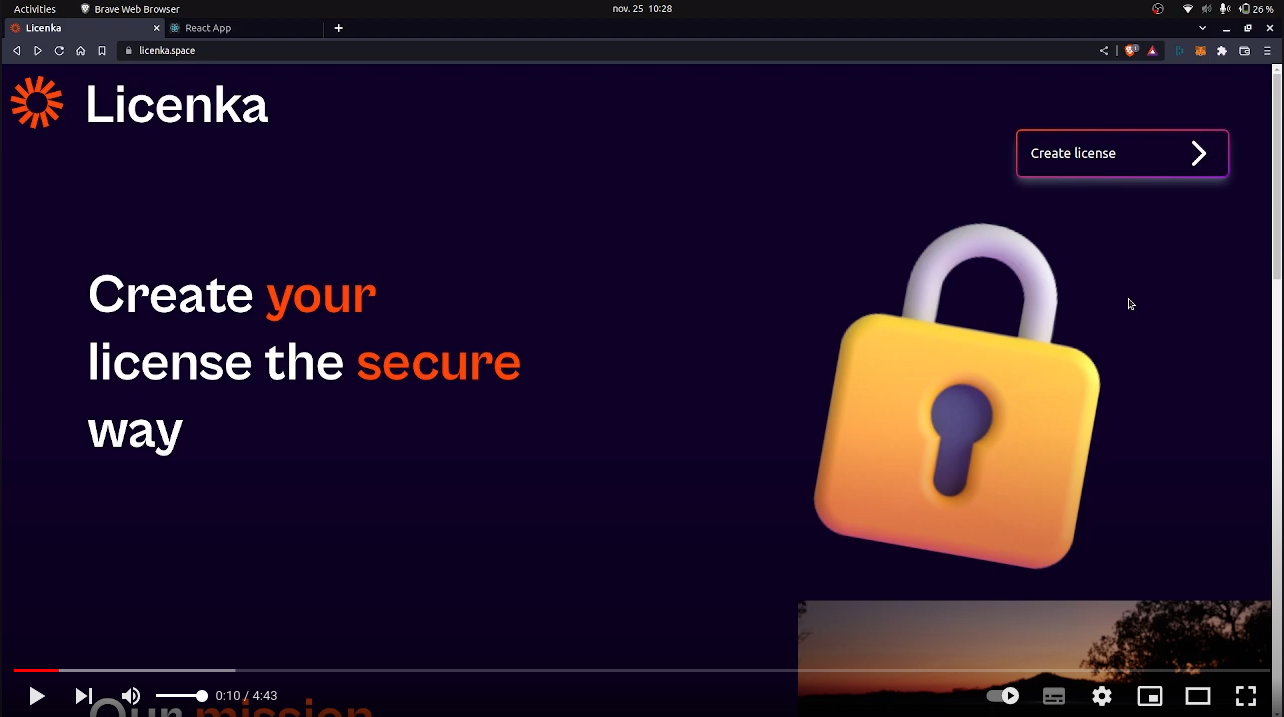 Activities Brave Web Browser nov. 25 10:28 26 %
Licenka React App
licenka.space
Licenka
Create license
Create your
license the secure
way
0:10 / 4:43
Our mission